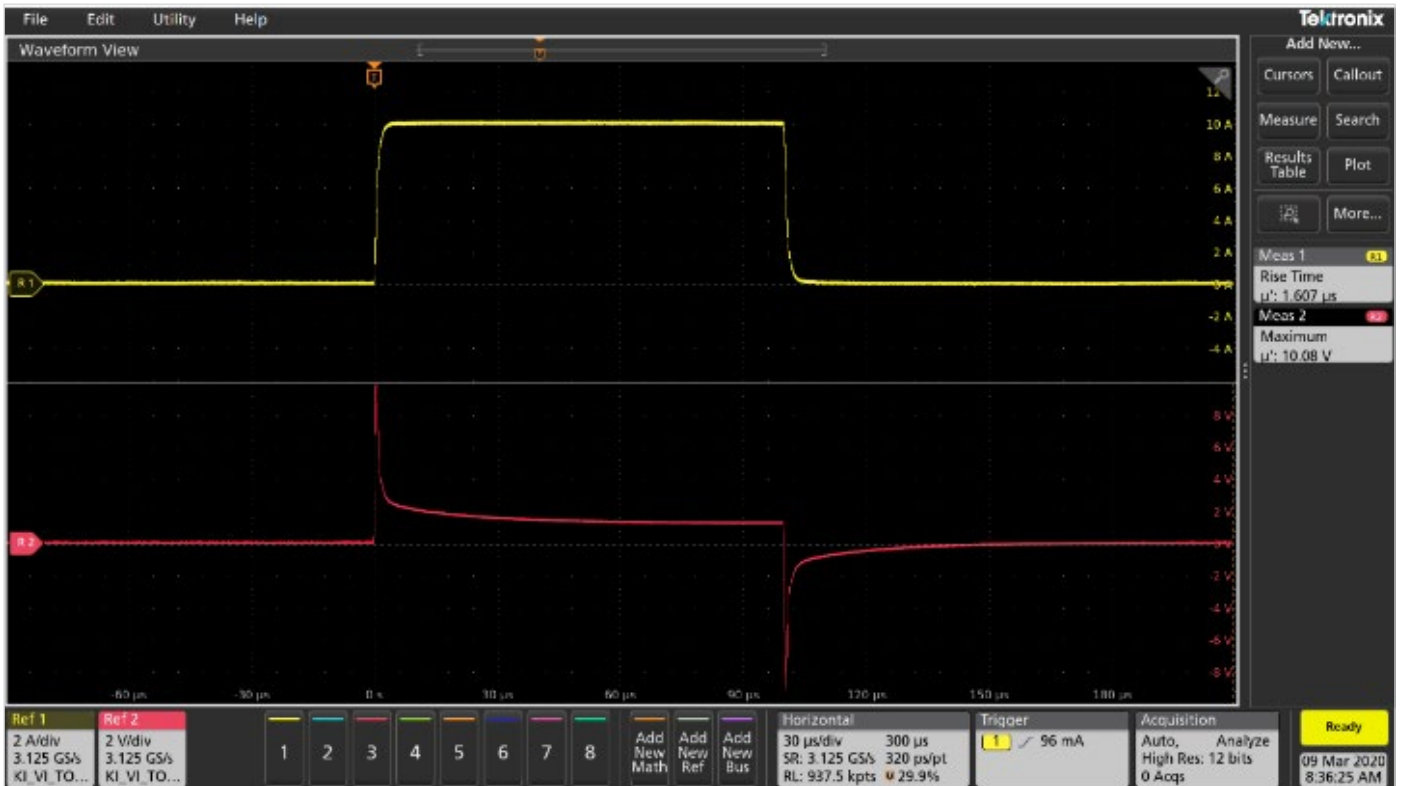 File Edit Utility Help
Tektronix
Waveform View
Add New...
Cursors Callout
Measure Search
Results Table Plot
More...
T
U
12
10 A
8 A
6 A
4 A
2 A
0 A
-2 A
-4 A
R 1
Meas 1 R1
Rise Time
µ': 1.607 µs
Meas 2 R2
Maximum
µ': 10.08 V
8 V
6 V
4 V
2 V
0 V
-2 V
-4 V
-6 V
-8 V
R 2
-60 µs -30 µs 0 s 30 µs 60 µs 90 µs 120 µs 150 µs 180 µs
Ref 1
2 A/div
3.125 GS/s
KI_VI_TO...
Ref 2
2 V/div
3.125 GS/s
KI_VI_TO...
1 2 3 4 5 6 7 8
Add New Math
Add New Ref
Add New Bus
Horizontal
30 µs/div 300 µs
SR: 3.125 GS/s 320 ps/pt
RL: 937.5 kpts U 29.9%
Trigger
1 96 mA
Acquisition
Auto, Analyze
High Res: 12 bits
0 Acqs
Ready
09 Mar 2020
8:36:25 AM